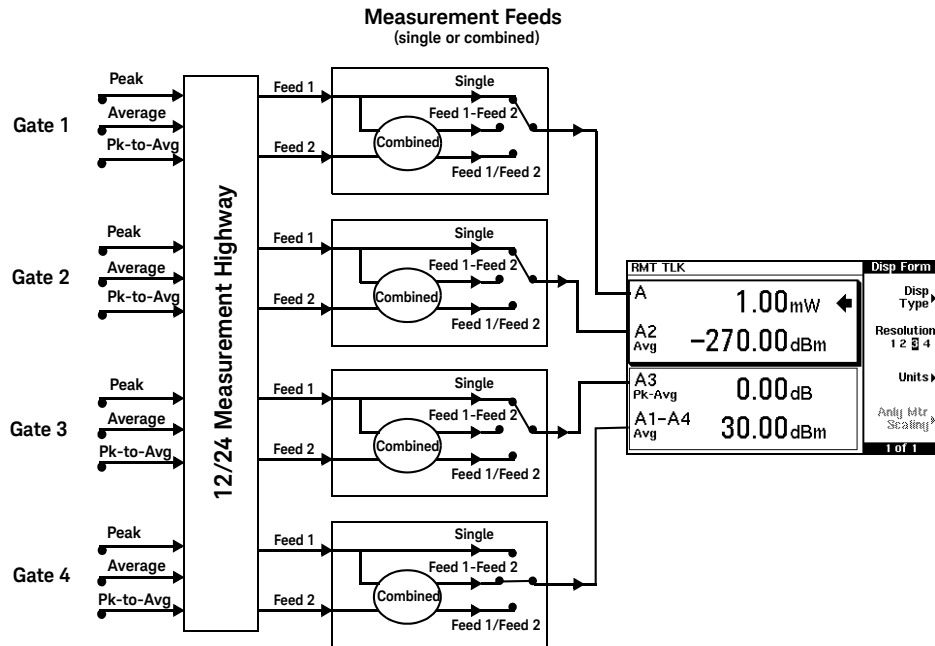 Measurement Feeds
(single or combined)
Gate 1
Peak
Average
Pk-to-Avg
Gate 2
Peak
Average
Pk-to-Avg
Gate 3
Peak
Average
Pk-to-Avg
Gate 4
Peak
Average
Pk-to-Avg
12/24 Measurement Highway
Feed 1
Feed 2
Single
Feed 1-Feed 2
Combined
Feed 1/Feed 2
Feed 1
Feed 2
Single
Feed 1-Feed 2
Combined
Feed 1/Feed 2
Feed 1
Feed 2
Single
Feed 1-Feed 2
Combined
Feed 1/Feed 2
Feed 1
Feed 2
Single
Feed 1-Feed 2
Combined
Feed 1/Feed 2
RMT TLK
A 1.00mW
A2
Avg -270.00dBm
A3
Pk-Avg 0.00dB
A1-A4
Avg 30.00dBm
Disp Form
Disp
Type
Resolution
1 2 3 4
Units
Anlg Mtr
Scaling
1 of 1